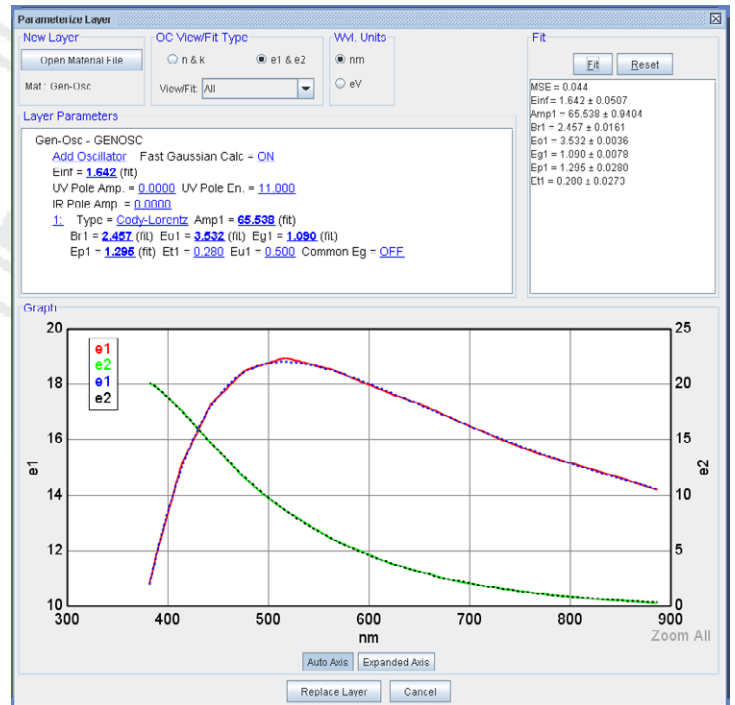 Parameterize Layer
New Layer
Open Material File
Mat.: Gen-Osc
OC View/Fit Type
n & k e1 & e2
View/Fit: All
Wvl. Units
nm
eV
Fit
Fit Reset
MSE = 0.044
Einf = 1.642 ± 0.0507
Amp1 = 65.538 ± 0.9404
Br1 = 2.457 ± 0.0161
Eo1 = 3.532 ± 0.0036
Eg1 = 1.090 ± 0.0078
Ep1 = 1.295 ± 0.0280
Et1 = 0.200 ± 0.0273
Layer Parameters
Gen-Osc - GENOSC
Add Oscillator Fast Gaussian Calc = ON
Einf = 1.642 (fit)
UV Pole Amp. = 0.0000 UV Pole En. = 11.000
IR Pole Amp = 0.0000
1: Type = Cody-Lorentz Amp1 = 65.538 (fit)
Br1 = 2.457 (fit) Eo1 = 3.532 (fit) Eg1 = 1.090 (fit)
Ep1 = 1.295 (fit) Et1 = 0.280 Eu1 = 0.500 Common Eg = OFF
Graph
e1
e2
e1
e2
20
18
16
14
12
10
e1
25
20
15
10
5
0
e2
300 400 500 600 700 800 900
nm
Zoom All
Auto Axis Expanded Axis
Replace Layer Cancel